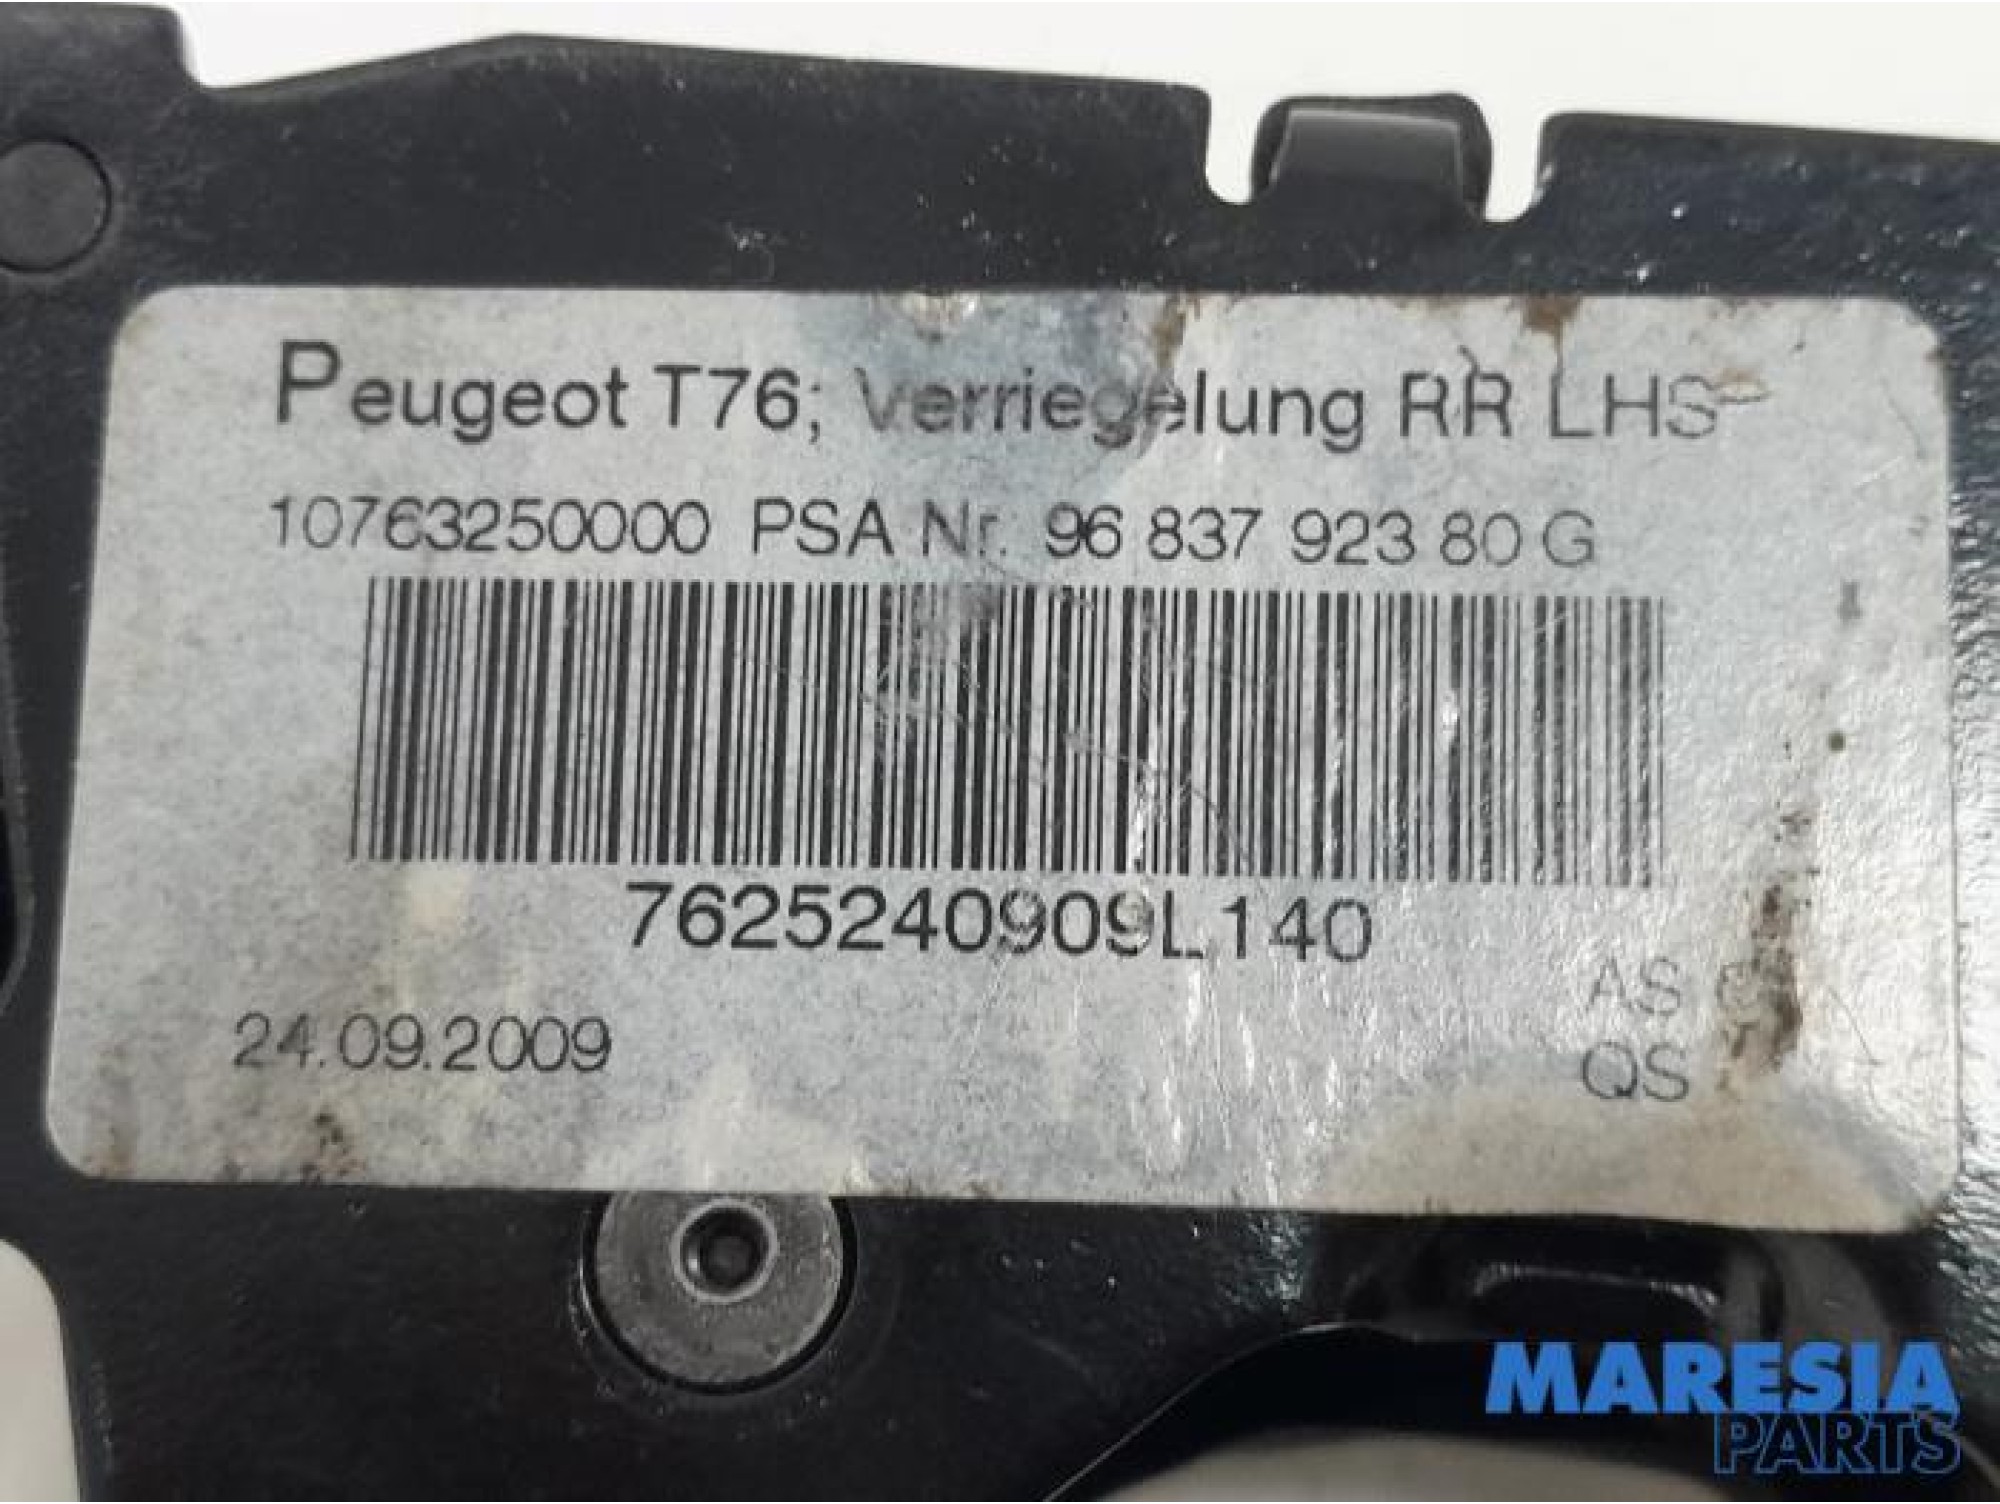 Peugeot T76; Verriegelung RR LHS
10763250000 PSA Nr. 96 837 923 80 G
7625240909L140
24.09.2009
AS
QS
MARESIA
PARTS